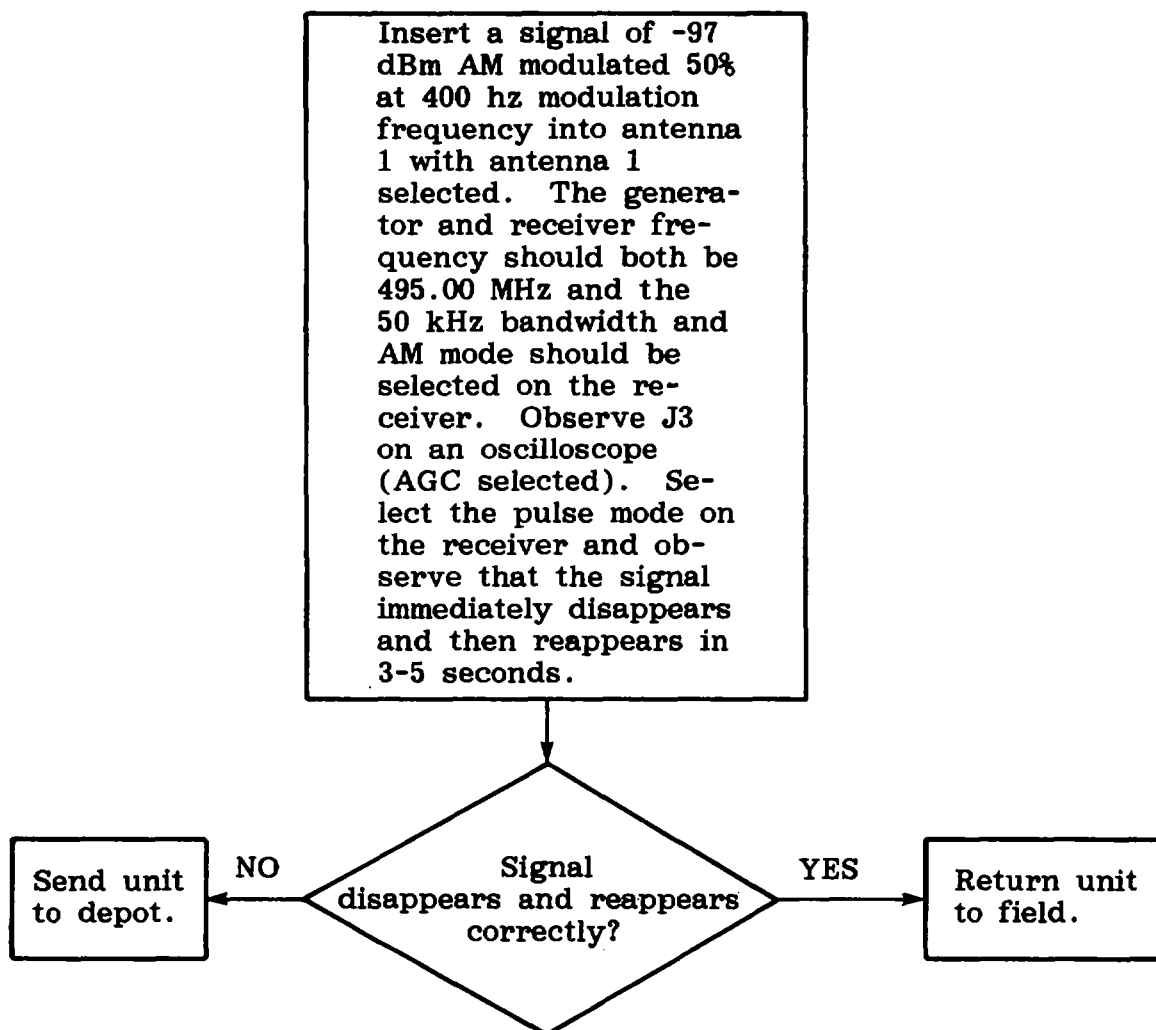 Insert a signal of -97
dBm AM modulated 50%
at 400 hz modulation
frequency into antenna
1 with antenna 1
selected. The genera-
tor and receiver fre-
quency should both be
495.00 MHz and the
50 kHz bandwidth and
AM mode should be
selected on the re-
ceiver. Observe J3
on an oscilloscope
(AGC selected). Se-
lect the pulse mode on
the receiver and ob-
serve that the signal
immediately disappears
and then reappears in
3-5 seconds.
Signal
disappears and reappears
correctly?
NO
Send unit
to depot.
YES
Return unit
to field.